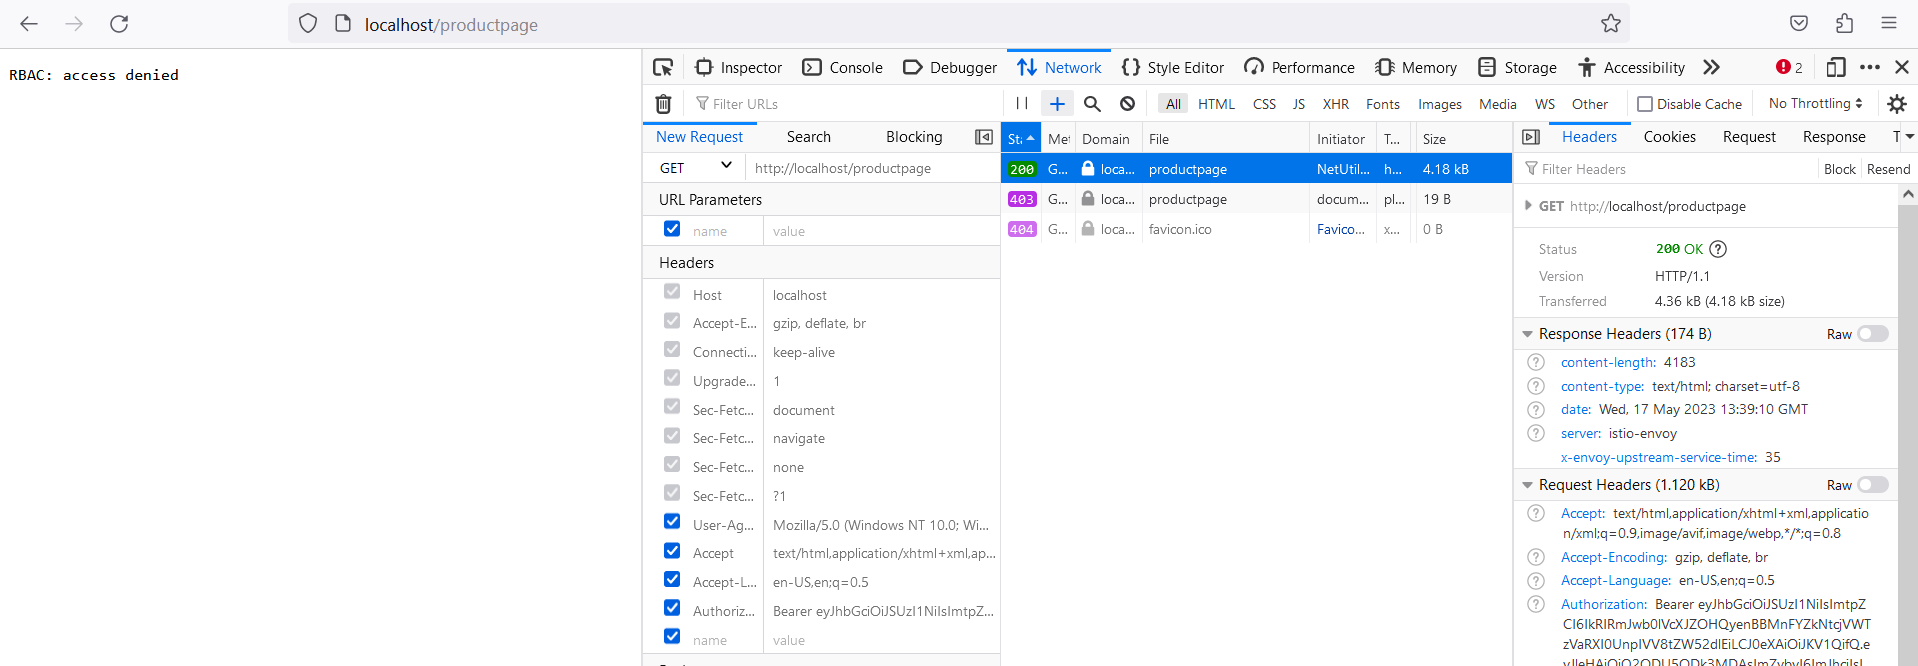 localhost/productpage
RBAC: access denied
Inspector Console Debugger Network Style Editor Performance Memory Storage Accessibility 2
Filter URLs
All HTML CSS JS XHR Fonts Images Media WS Other Disable Cache No Throttling
New Request Search Blocking
GET http://localhost/productpage
URL Parameters
name value
Headers
Host localhost
Accept-E... gzip, deflate, br
Connecti... keep-alive
Upgrade... 1
Sec-Fetc... document
Sec-Fetc... navigate
Sec-Fetc... none
Sec-Fetc... ?1
User-Ag... Mozilla/5.0 (Windows NT 10.0; Wi...
Accept text/html,application/xhtml+xml,ap...
Accept-L... en-US,en;q=0.5
Authoriz... Bearer eyJhbGciOiJSUzI1NiIsImtpZ...
name value
Domain File Initiator T... Size
200 G... loca... productpage NetUtil... h... 4.18 kB
403 G... loca... productpage docum... pl... 19 B
404 G... loca... favicon.ico Favico... x... 0 B
Headers Cookies Request Response
Filter Headers Block Resend
GET http://localhost/productpage
Status 200 OK
Version HTTP/1.1
Transferred 4.36 kB (4.18 kB size)
Response Headers (174 B) Raw
content-length: 4183
content-type: text/html; charset=utf-8
date: Wed, 17 May 2023 13:39:10 GMT
server: istio-envoy
x-envoy-upstream-service-time: 35
Request Headers (1.120 kB) Raw
Accept: text/html,application/xhtml+xml,applicatio
n/xml;q=0.9,image/avif,image/webp,*/*;q=0.8
Accept-Encoding: gzip, deflate, br
Accept-Language: en-US,en;q=0.5
Authorization: Bearer eyJhbGciOiJSUzI1NiIsImtpZ